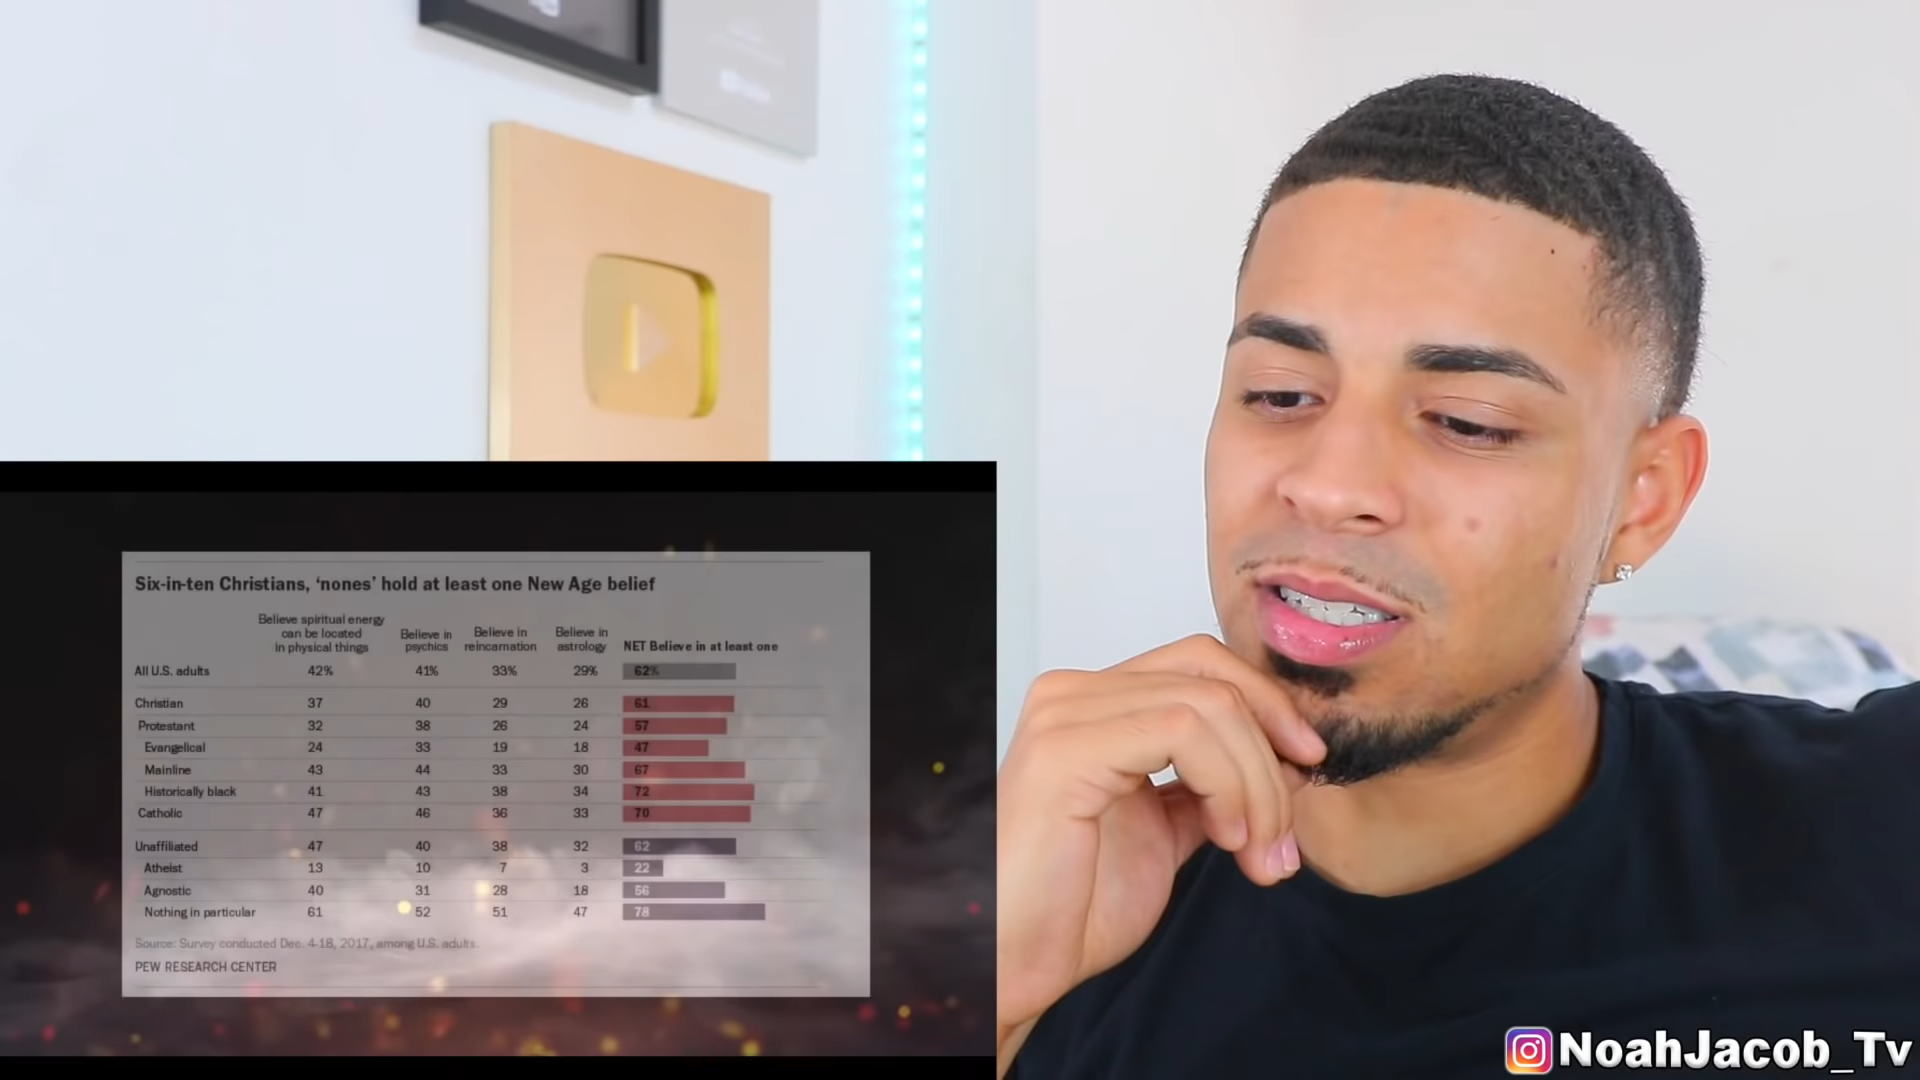 Six-in-ten Christians, ‘nones’ hold at least one New Age belief
Believe spiritual energy can be located in physical things Believe in psychics Believe in reincarnation Believe in astrology NET Believe in at least one
All U.S. adults 42% 41% 33% 29% 62%
Christian 37 40 29 26 61
Protestant 32 38 26 24 57
Evangelical 24 33 19 18 47
Mainline 43 44 33 30 67
Historically black 41 43 38 34 72
Catholic 47 46 36 33 70
Unaffiliated 47 40 38 32 62
Atheist 13 10 7 3 22
Agnostic 40 31 28 18 56
Nothing in particular 61 52 51 47 78
Source: Survey conducted Dec. 4-18, 2017, among U.S. adults.
PEW RESEARCH CENTER
NoahJacob_Tv